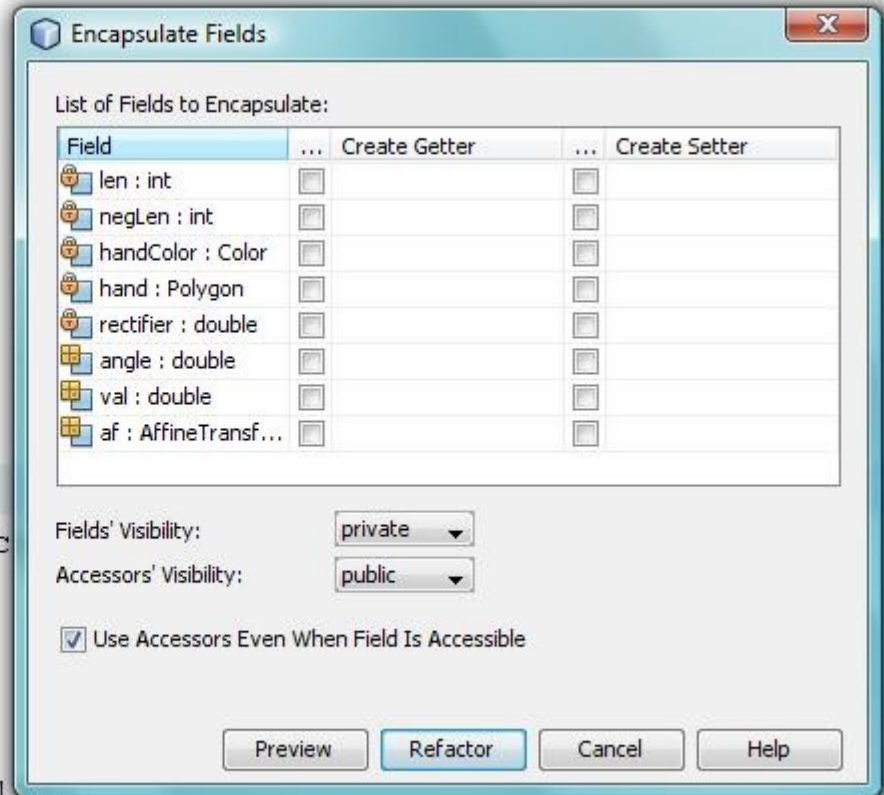 Encapsulate Fields
List of Fields to Encapsulate:
Field ... Create Getter ... Create Setter
len : int
negLen : int
handColor : Color
hand : Polygon
rectifier : double
angle : double
val : double
af : AffineTransf...
Fields' Visibility: private
Accessors' Visibility: public
Use Accessors Even When Field Is Accessible
Preview Refactor Cancel Help